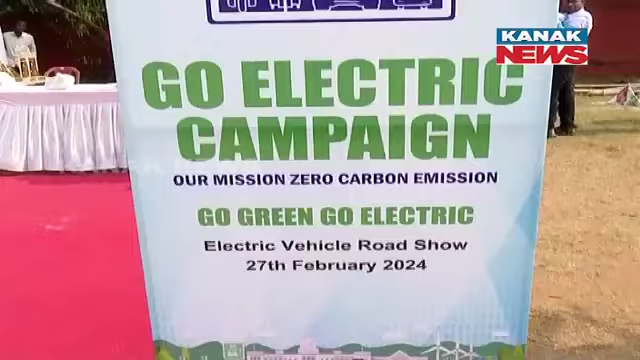 KANAK
NEWS
GO ELECTRIC
CAMPAIGN
OUR MISSION ZERO CARBON EMISSION
GO GREEN GO ELECTRIC
Electric Vehicle Road Show
27th February 2024